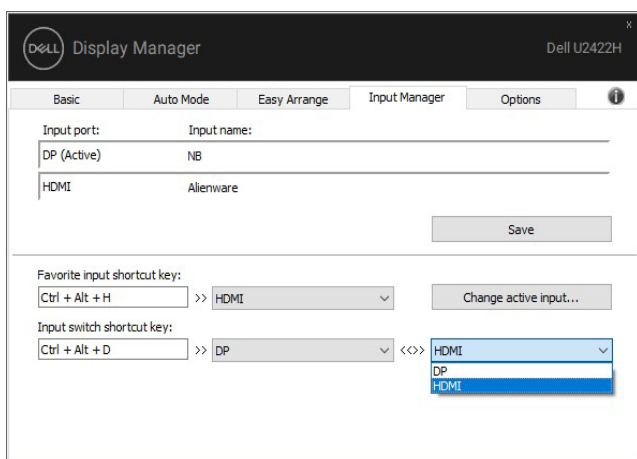 x
DELL Display Manager Dell U2422H
Basic Auto Mode Easy Arrange Input Manager Options i
Input port: Input name:
DP (Active) NB
HDMI Alienware
Save
Favorite input shortcut key:
Ctrl + Alt + H >> HDMI Change active input...
Input switch shortcut key:
Ctrl + Alt + D >> DP <<>> HDMI
DP
HDMI